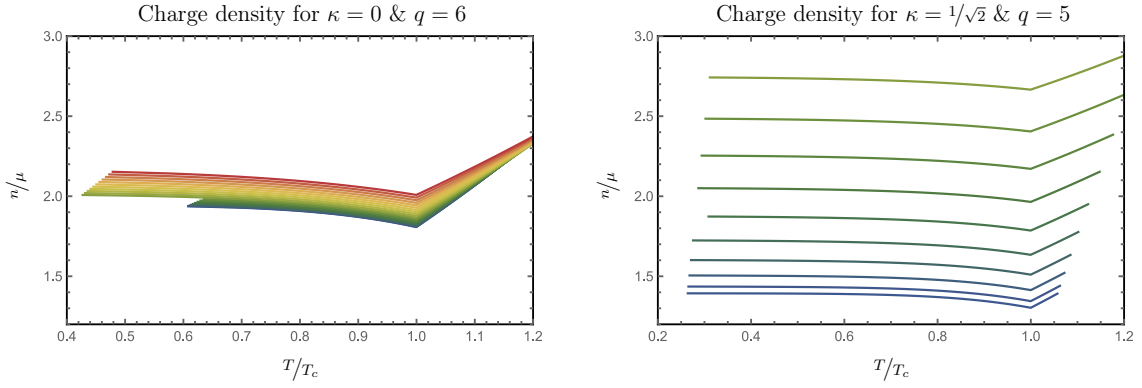 Charge density for κ = 0 & q = 6
3.0
2.5
2.0
1.5
n/μ
0.4 0.5 0.6 0.7 0.8 0.9 1.0 1.1 1.2
T/T_c
Charge density for κ = 1/√2 & q = 5
3.0
2.5
2.0
1.5
n/μ
0.2 0.4 0.6 0.8 1.0 1.2
T/T_c